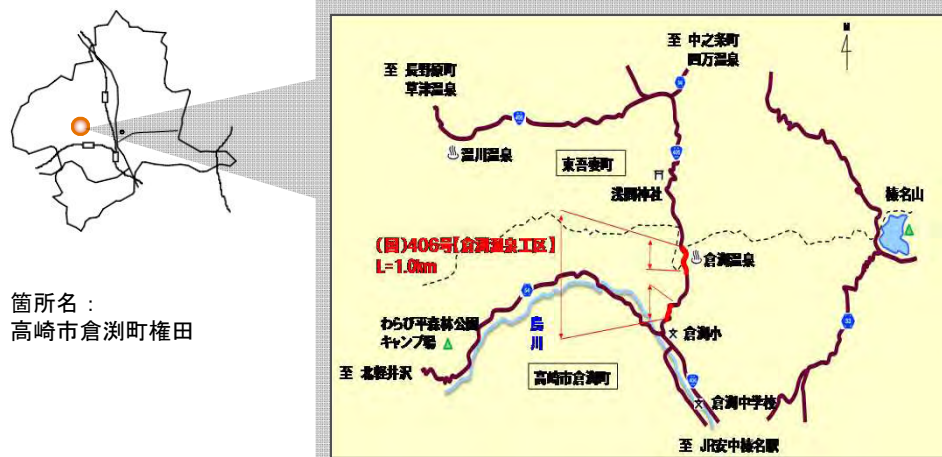 箇所名：
高崎市倉渕町権田
N
至 中之条町
四万温泉
至 長野原町
草津温泉
406
温川温泉
東吾妻町
浅間神社
榛名山
(国)406号【倉渕温泉工区】
L=1.0km
倉渕温泉
54
33
わらび平森林公園
キャンプ場
烏
川
倉渕小
至 北軽井沢
高崎市倉渕町
406
倉渕中学校
至 JR安中榛名駅